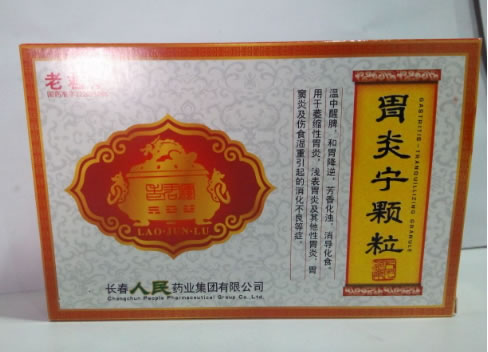 老君炉
LAO-JUN-LU
长春人民药业集团有限公司
Changchun People Pharmaceutical Group Co.,Ltd.
温中醒脾，和胃降逆，芳香化浊，消导化食。
用于萎缩性胃炎，浅表胃炎及其他性胃炎，胃
窦炎及伤食湿重引起的消化不良等症。
GASTRITIS-TRANQUILLIZING GRANULE
胃炎宁颗粒